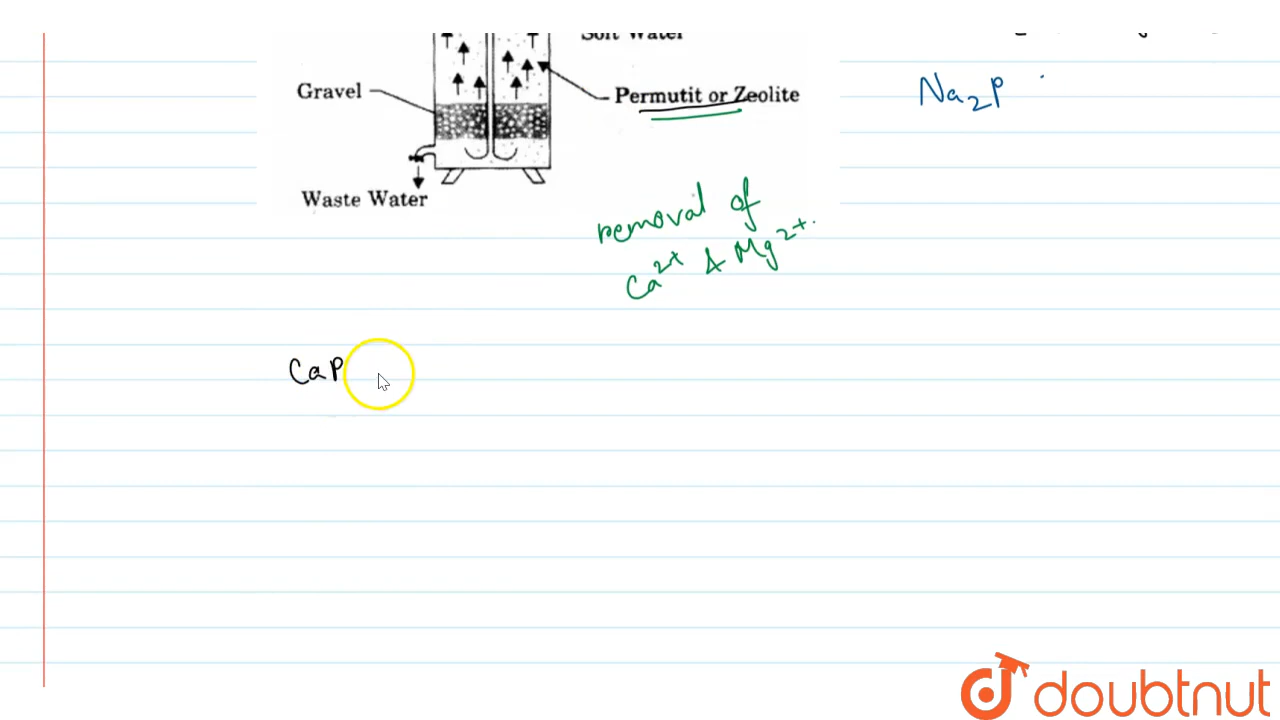 Soft Water
Gravel
Permutit or Zeolite
Na2P
Waste Water
removal of
Ca2+ & Mg2+.
CaP
doubtnut